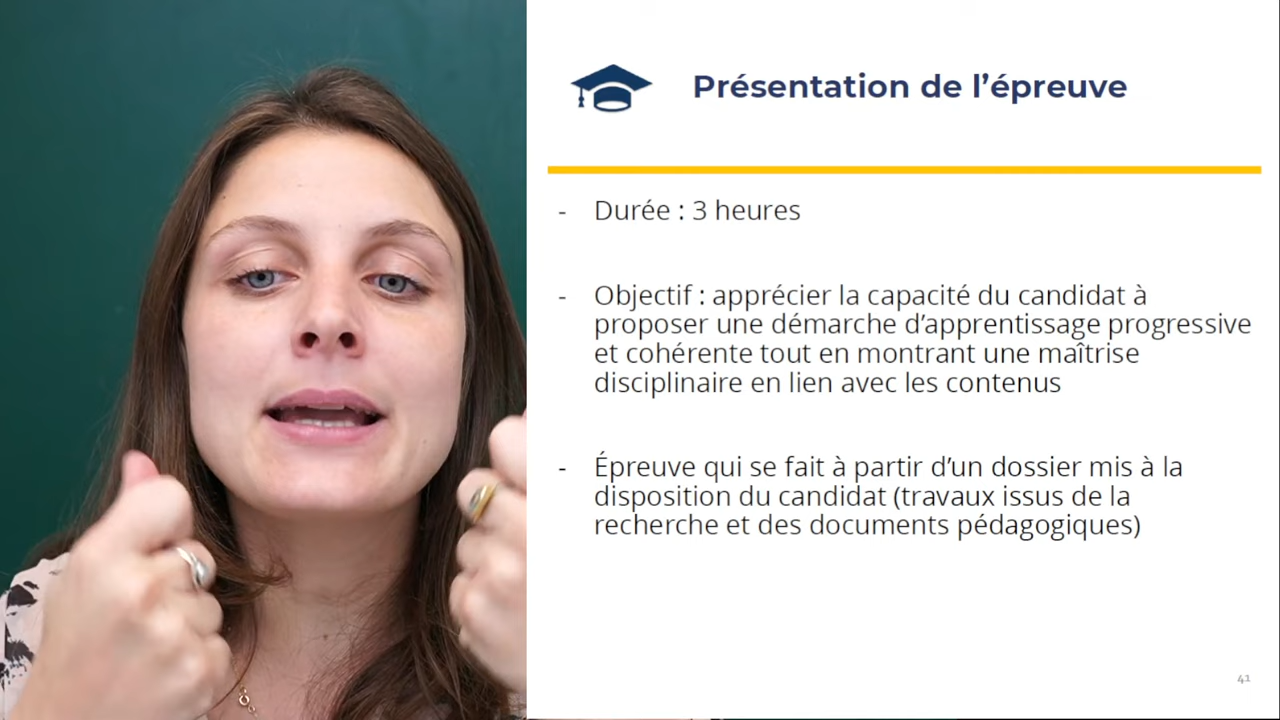 Présentation de l’épreuve
- Durée : 3 heures
- Objectif : apprécier la capacité du candidat à
proposer une démarche d’apprentissage progressive
et cohérente tout en montrant une maîtrise
disciplinaire en lien avec les contenus
- Épreuve qui se fait à partir d’un dossier mis à la
disposition du candidat (travaux issus de la
recherche et des documents pédagogiques)
41